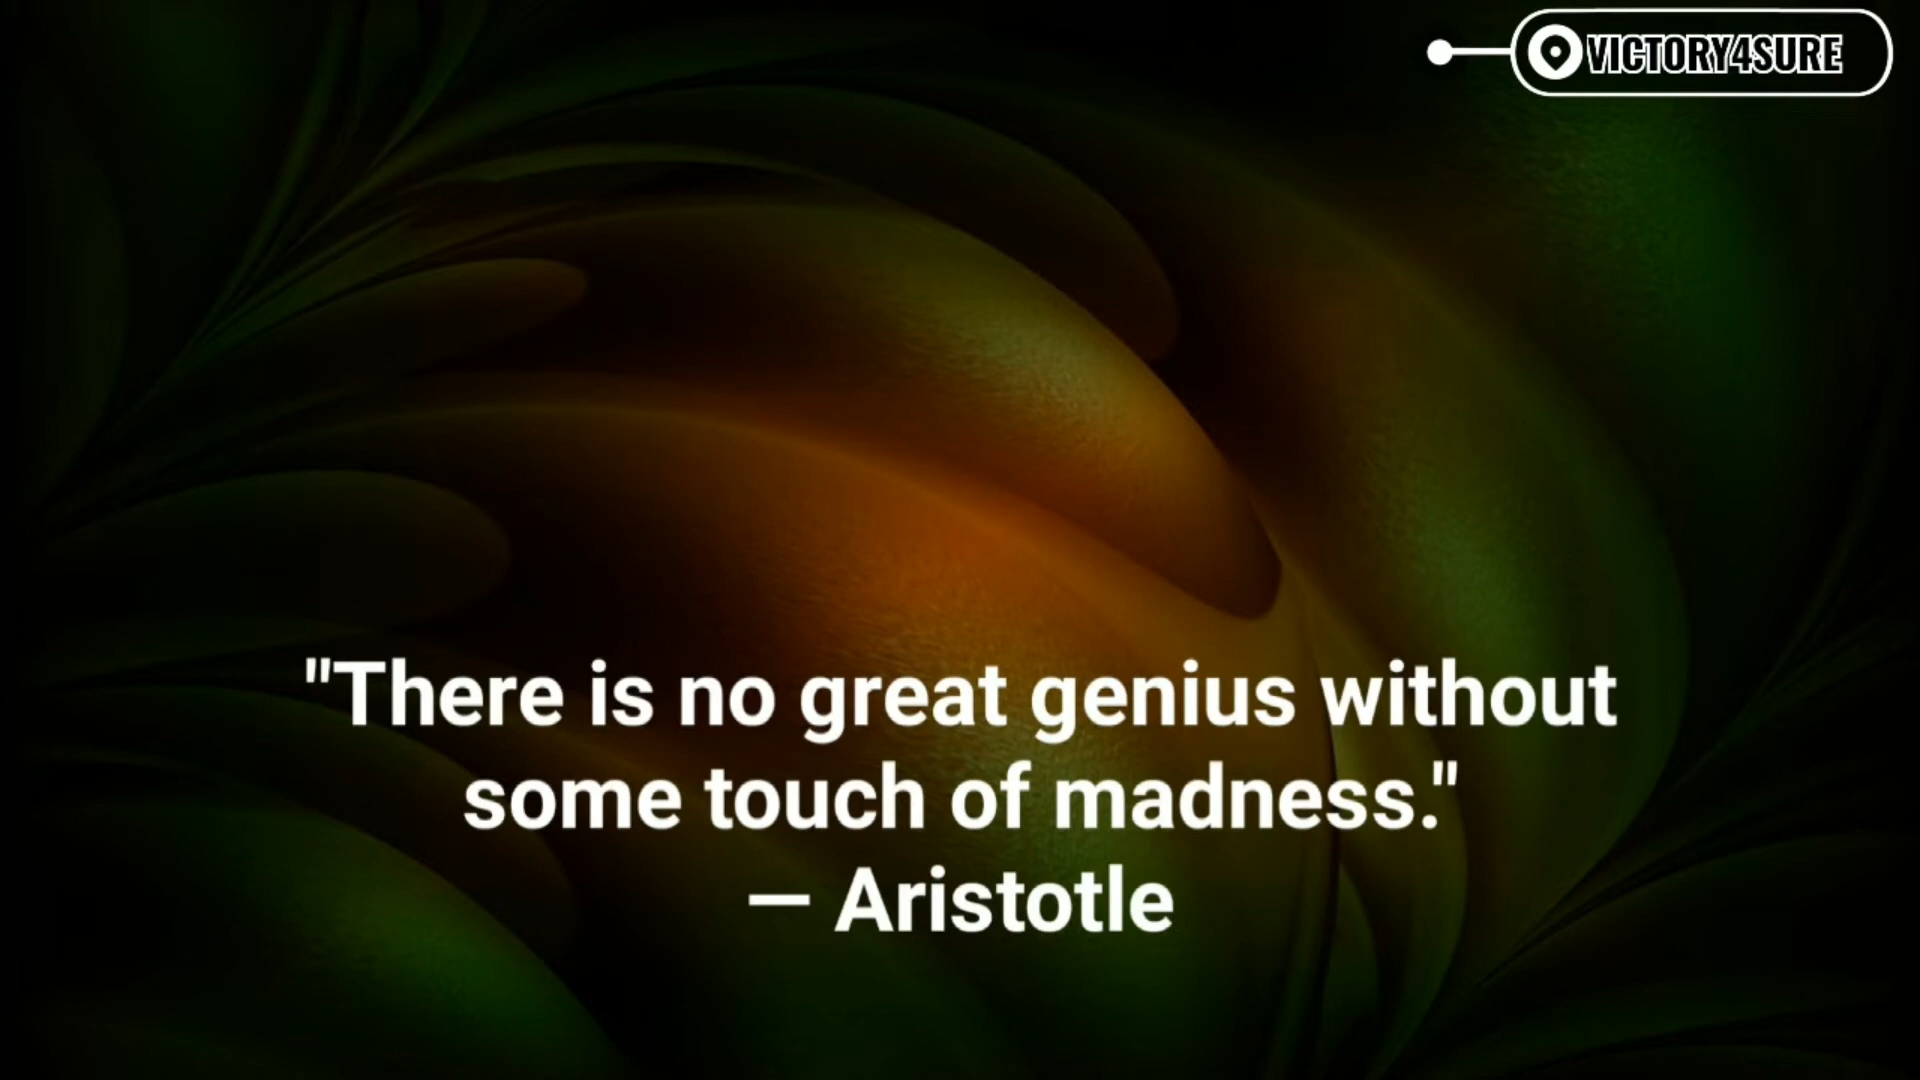 VICTORY4SURE
"There is no great genius without
some touch of madness."
— Aristotle